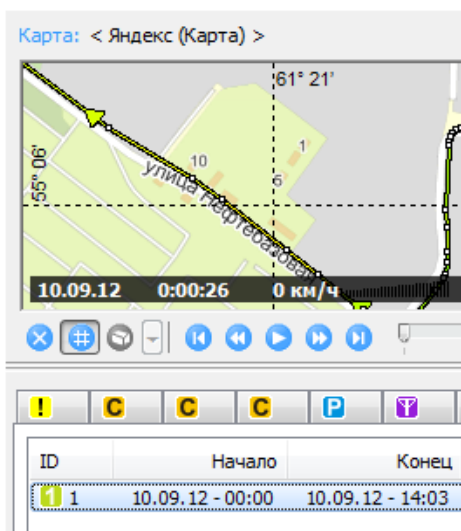 Карта: < Яндекс (Карта) >
61° 21'
55° 06'
10
1
6
улица Нефтебазовая
10.09.12 0:00:26 0 км/ч
! C C C P
ID Начало Конец
1 1 10.09.12 - 00:00 10.09.12 - 14:03